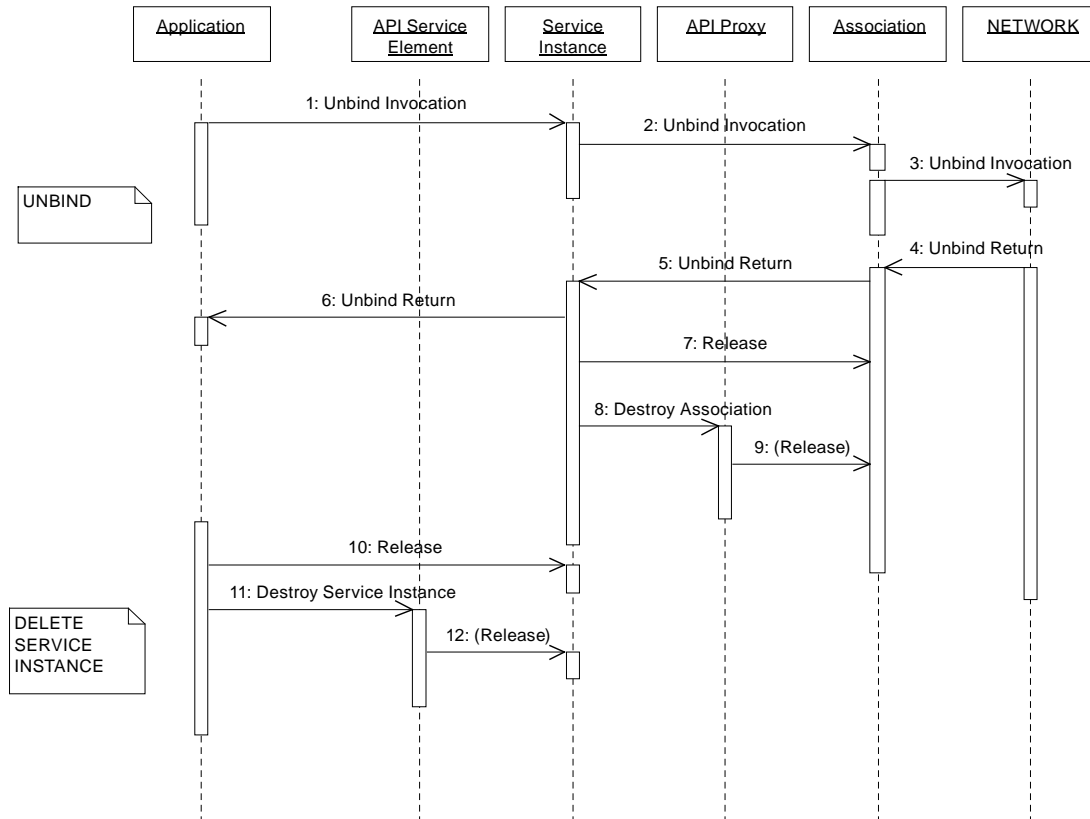 Application
API Service
Element
Service
Instance
API Proxy
Association
NETWORK
1: Unbind Invocation
2: Unbind Invocation
3: Unbind Invocation
UNBIND
4: Unbind Return
5: Unbind Return
6: Unbind Return
7: Release
8: Destroy Association
9: (Release)
10: Release
11: Destroy Service Instance
DELETE
SERVICE
INSTANCE
12: (Release)